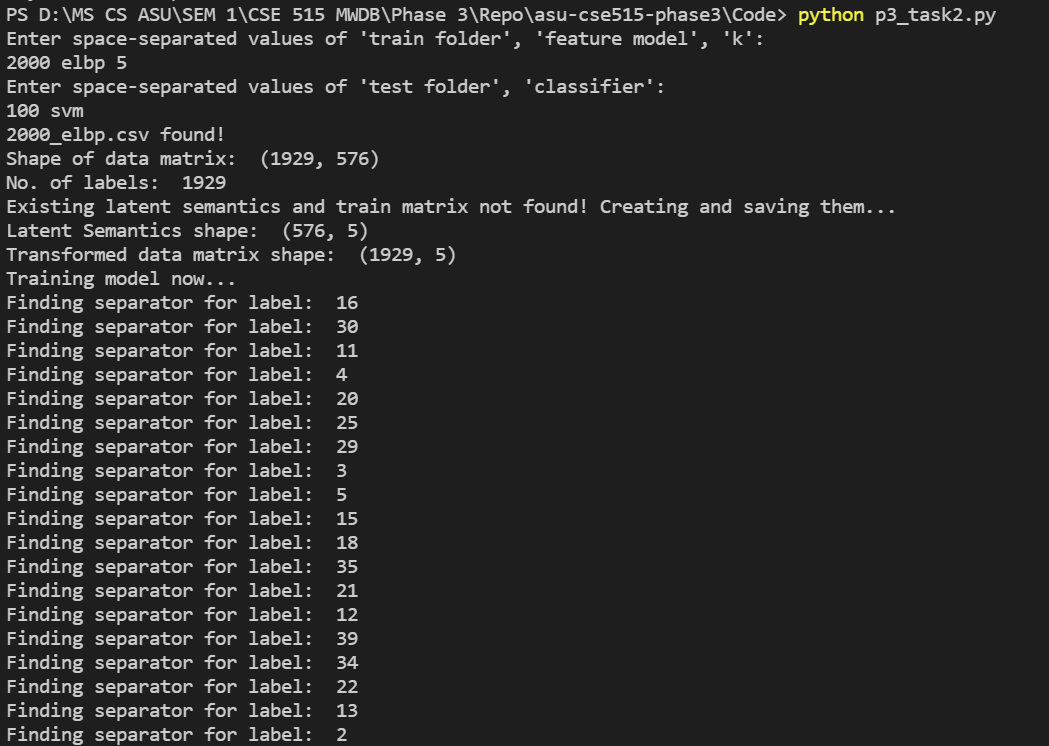 PS D:\MS CS ASU\SEM 1\CSE 515 MWDB\Phase 3\Repo\asu-cse515-phase3\Code> python p3_task2.py
Enter space-separated values of 'train folder', 'feature model', 'k':
2000 elbp 5
Enter space-separated values of 'test folder', 'classifier':
100 svm
2000_elbp.csv found!
Shape of data matrix:  (1929, 576)
No. of labels:  1929
Existing latent semantics and train matrix not found! Creating and saving them...
Latent Semantics shape:  (576, 5)
Transformed data matrix shape:  (1929, 5)
Training model now...
Finding separator for label:  16
Finding separator for label:  30
Finding separator for label:  11
Finding separator for label:  4
Finding separator for label:  20
Finding separator for label:  25
Finding separator for label:  29
Finding separator for label:  3
Finding separator for label:  5
Finding separator for label:  15
Finding separator for label:  18
Finding separator for label:  35
Finding separator for label:  21
Finding separator for label:  12
Finding separator for label:  39
Finding separator for label:  34
Finding separator for label:  22
Finding separator for label:  13
Finding separator for label:  2